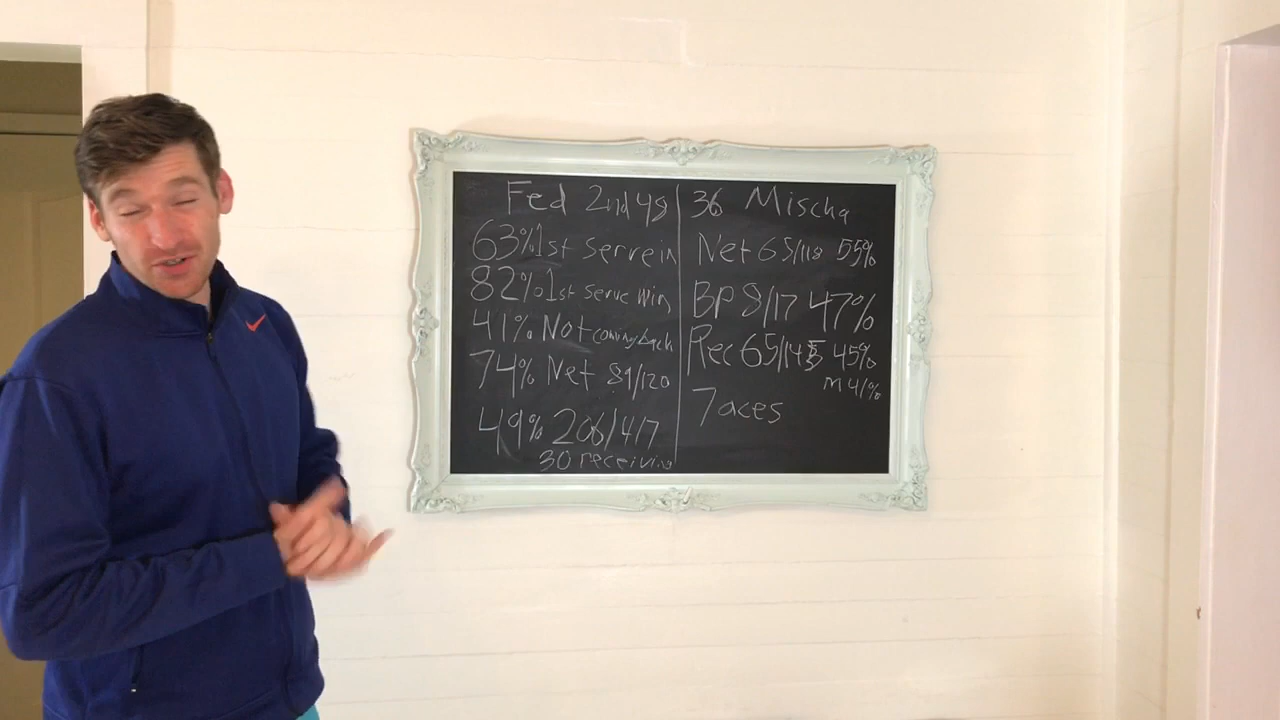 Fed 2nd 48
63% 1st Serve in
82% 1st Serve Win
41% Not coming back
74% Net 89/120
49% 206/417
30 receiving
36 Mischa
Net 65/118 55%
BP 8/17 47%
Rec 65/145 45%
m 41%
7 aces